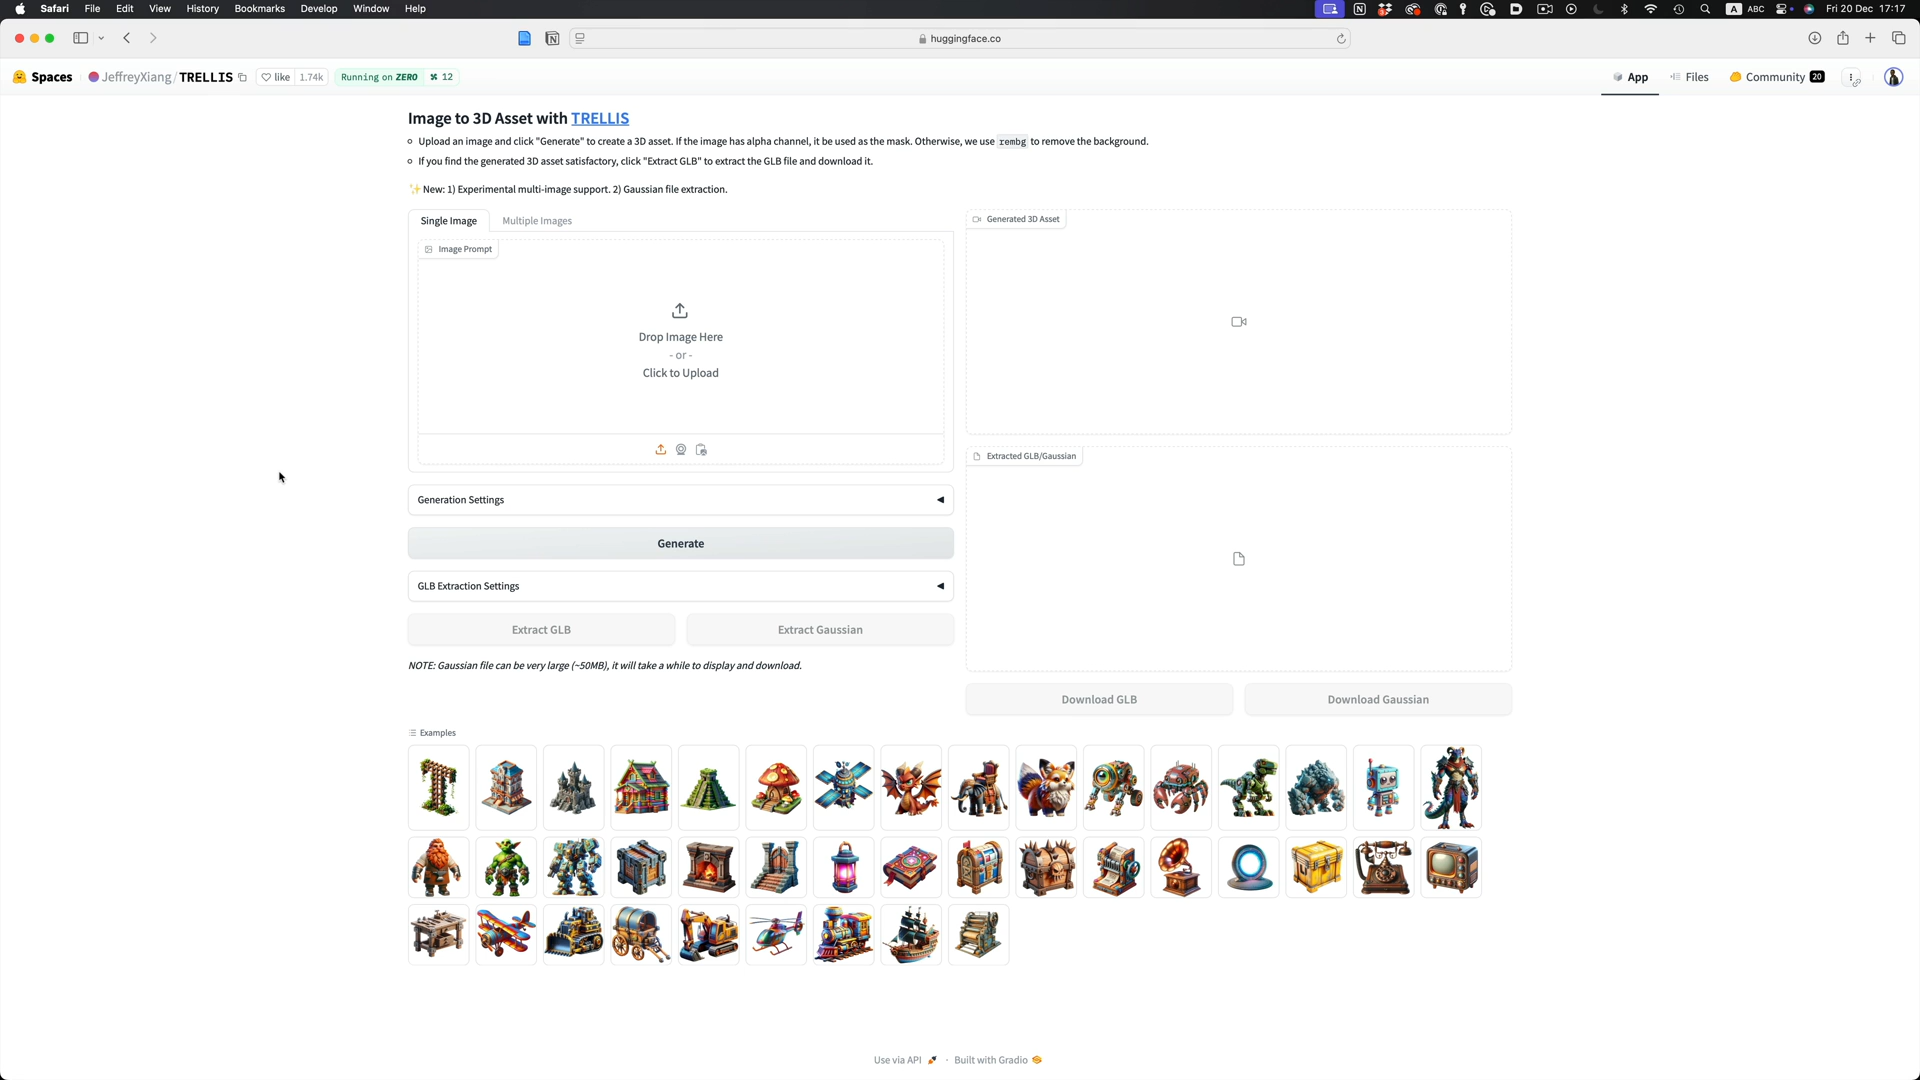 Safari File Edit View History Bookmarks Develop Window Help
A ABC Fri 20 Dec 17:17
huggingface.co
Spaces JeffreyXiang/TRELLIS like 1.74k Running on ZERO 12
App Files Community 20
Image to 3D Asset with TRELLIS
Upload an image and click "Generate" to create a 3D asset. If the image has alpha channel, it be used as the mask. Otherwise, we use rembg to remove the background.
If you find the generated 3D asset satisfactory, click "Extract GLB" to extract the GLB file and download it.
✨New: 1) Experimental multi-image support. 2) Gaussian file extraction.
Single Image Multiple Images
Image Prompt
Drop Image Here
- or -
Click to Upload
Generation Settings
Generate
GLB Extraction Settings
Extract GLB Extract Gaussian
NOTE: Gaussian file can be very large (~50MB), it will take a while to display and download.
Generated 3D Asset
Extracted GLB/Gaussian
Download GLB Download Gaussian
Examples
Use via API · Built with Gradio